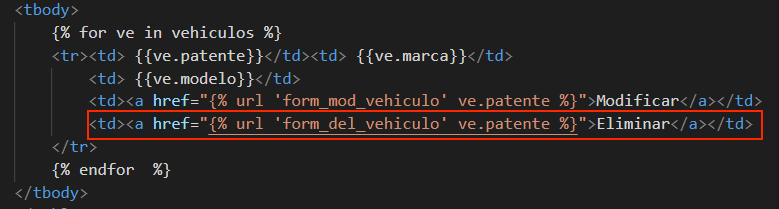 <tbody>
{% for ve in vehiculos %}
<tr><td> {{ve.patente}}</td><td> {{ve.marca}}</td>
<td> {{ve.modelo}}</td>
<td><a href="{% url 'form_mod_vehiculo' ve.patente %}">Modificar</a></td>
<td><a href="{% url 'form_del_vehiculo' ve.patente %}">Eliminar</a></td>
</tr>
{% endfor  %}
</tbody>